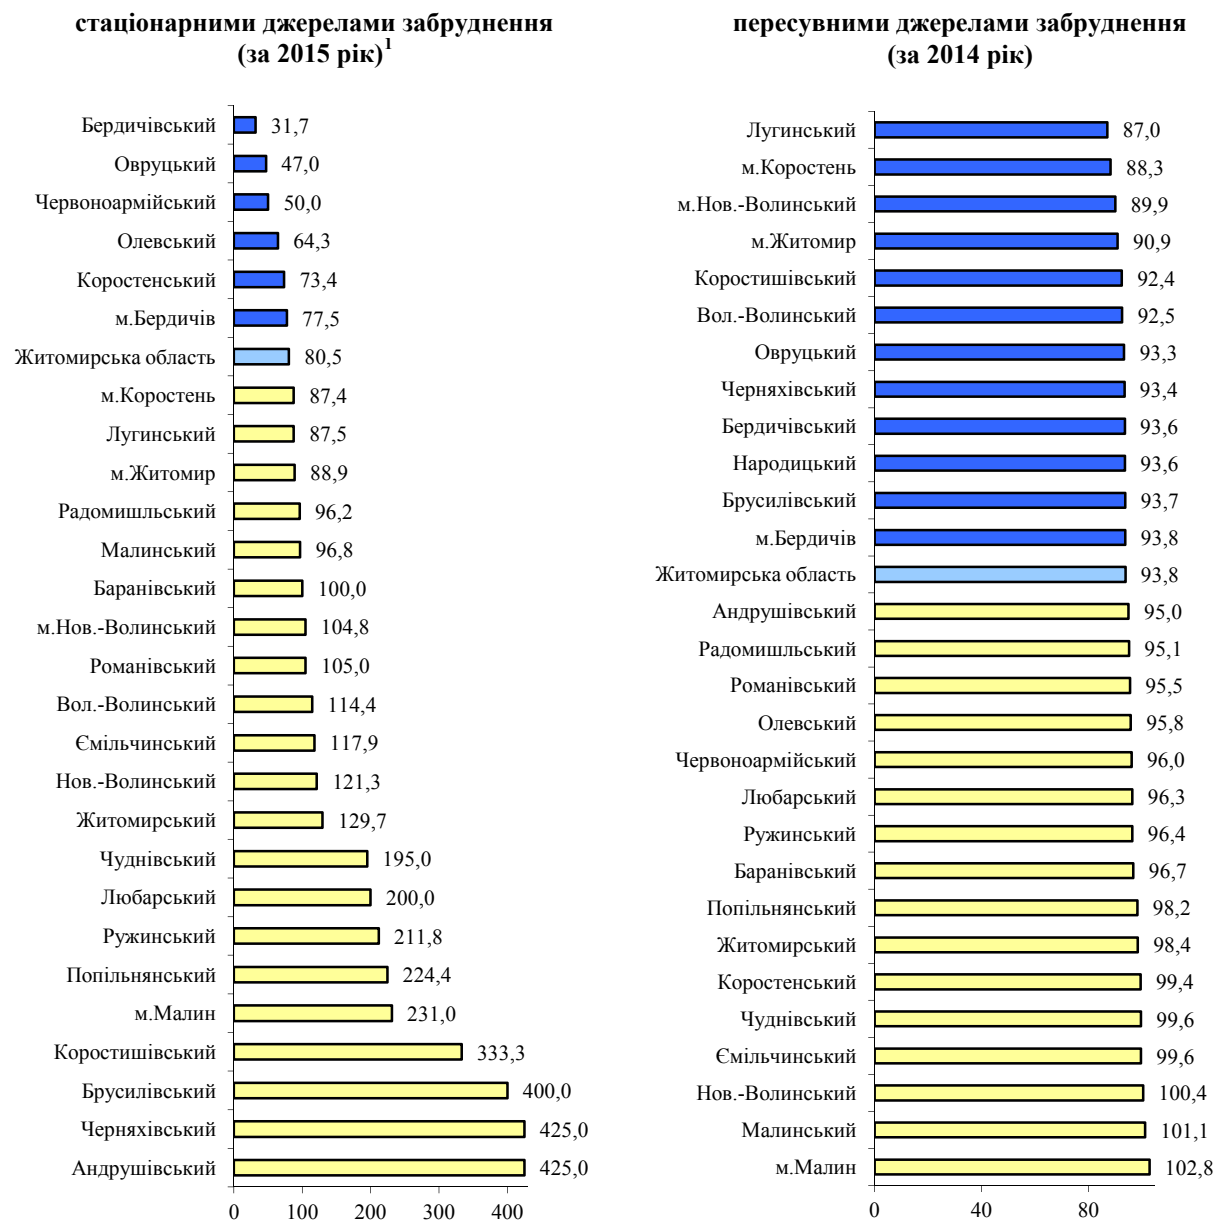 стаціонарними джерелами забруднення
(за 2015 рік)1
Бердичівський 31,7
Овруцький 47,0
Червоноармійський 50,0
Олевський 64,3
Коростенський 73,4
м.Бердичів 77,5
Житомирська область 80,5
м.Коростень 87,4
Лугинський 87,5
м.Житомир 88,9
Радомишльський 96,2
Малинський 96,8
Баранівський 100,0
м.Нов.-Волинський 104,8
Романівський 105,0
Вол.-Волинський 114,4
Ємільчинський 117,9
Нов.-Волинський 121,3
Житомирський 129,7
Чуднівський 195,0
Любарський 200,0
Ружинський 211,8
Попільнянський 224,4
м.Малин 231,0
Коростишівський 333,3
Брусилівський 400,0
Черняхівський 425,0
Андрушівський 425,0
0 100 200 300 400
пересувними джерелами забруднення
(за 2014 рік)
Лугинський 87,0
м.Коростень 88,3
м.Нов.-Волинський 89,9
м.Житомир 90,9
Коростишівський 92,4
Вол.-Волинський 92,5
Овруцький 93,3
Черняхівський 93,4
Бердичівський 93,6
Народицький 93,6
Брусилівський 93,7
м.Бердичів 93,8
Житомирська область 93,8
Андрушівський 95,0
Радомишльський 95,1
Романівський 95,5
Олевський 95,8
Червоноармійський 96,0
Любарський 96,3
Ружинський 96,4
Баранівський 96,7
Попільнянський 98,2
Житомирський 98,4
Коростенський 99,4
Чуднівський 99,6
Ємільчинський 99,6
Нов.-Волинський 100,4
Малинський 101,1
м.Малин 102,8
0 40 80